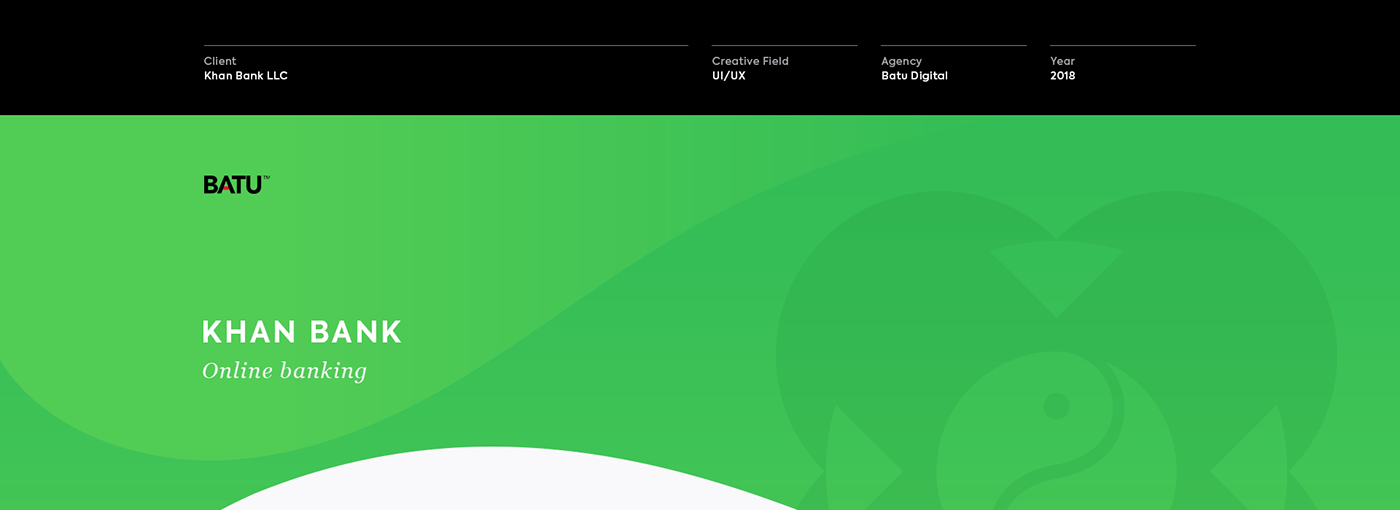 Client
Khan Bank LLC
Creative Field
UI/UX
Agency
Batu Digital
Year
2018
BATU™
KHAN BANK
Online banking